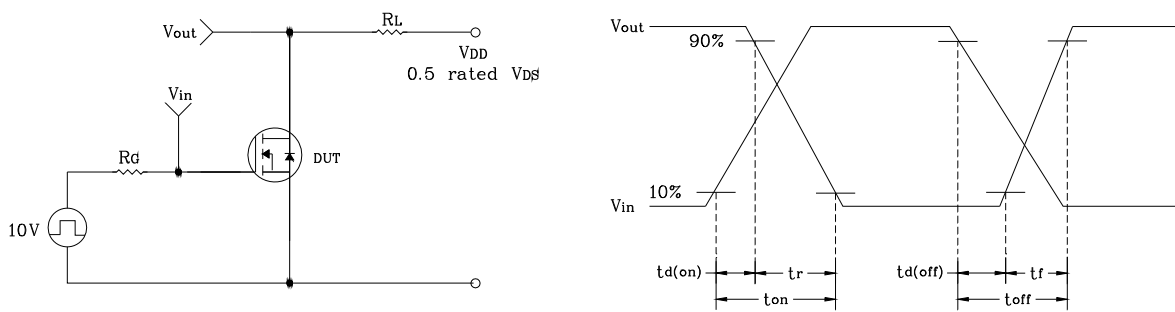 Vout
RL
VDD
0.5 rated VDS
Vin
RG
DUT
10V
Vout
90%
10%
Vin
td(on)
tr
ton
td(off)
tf
toff